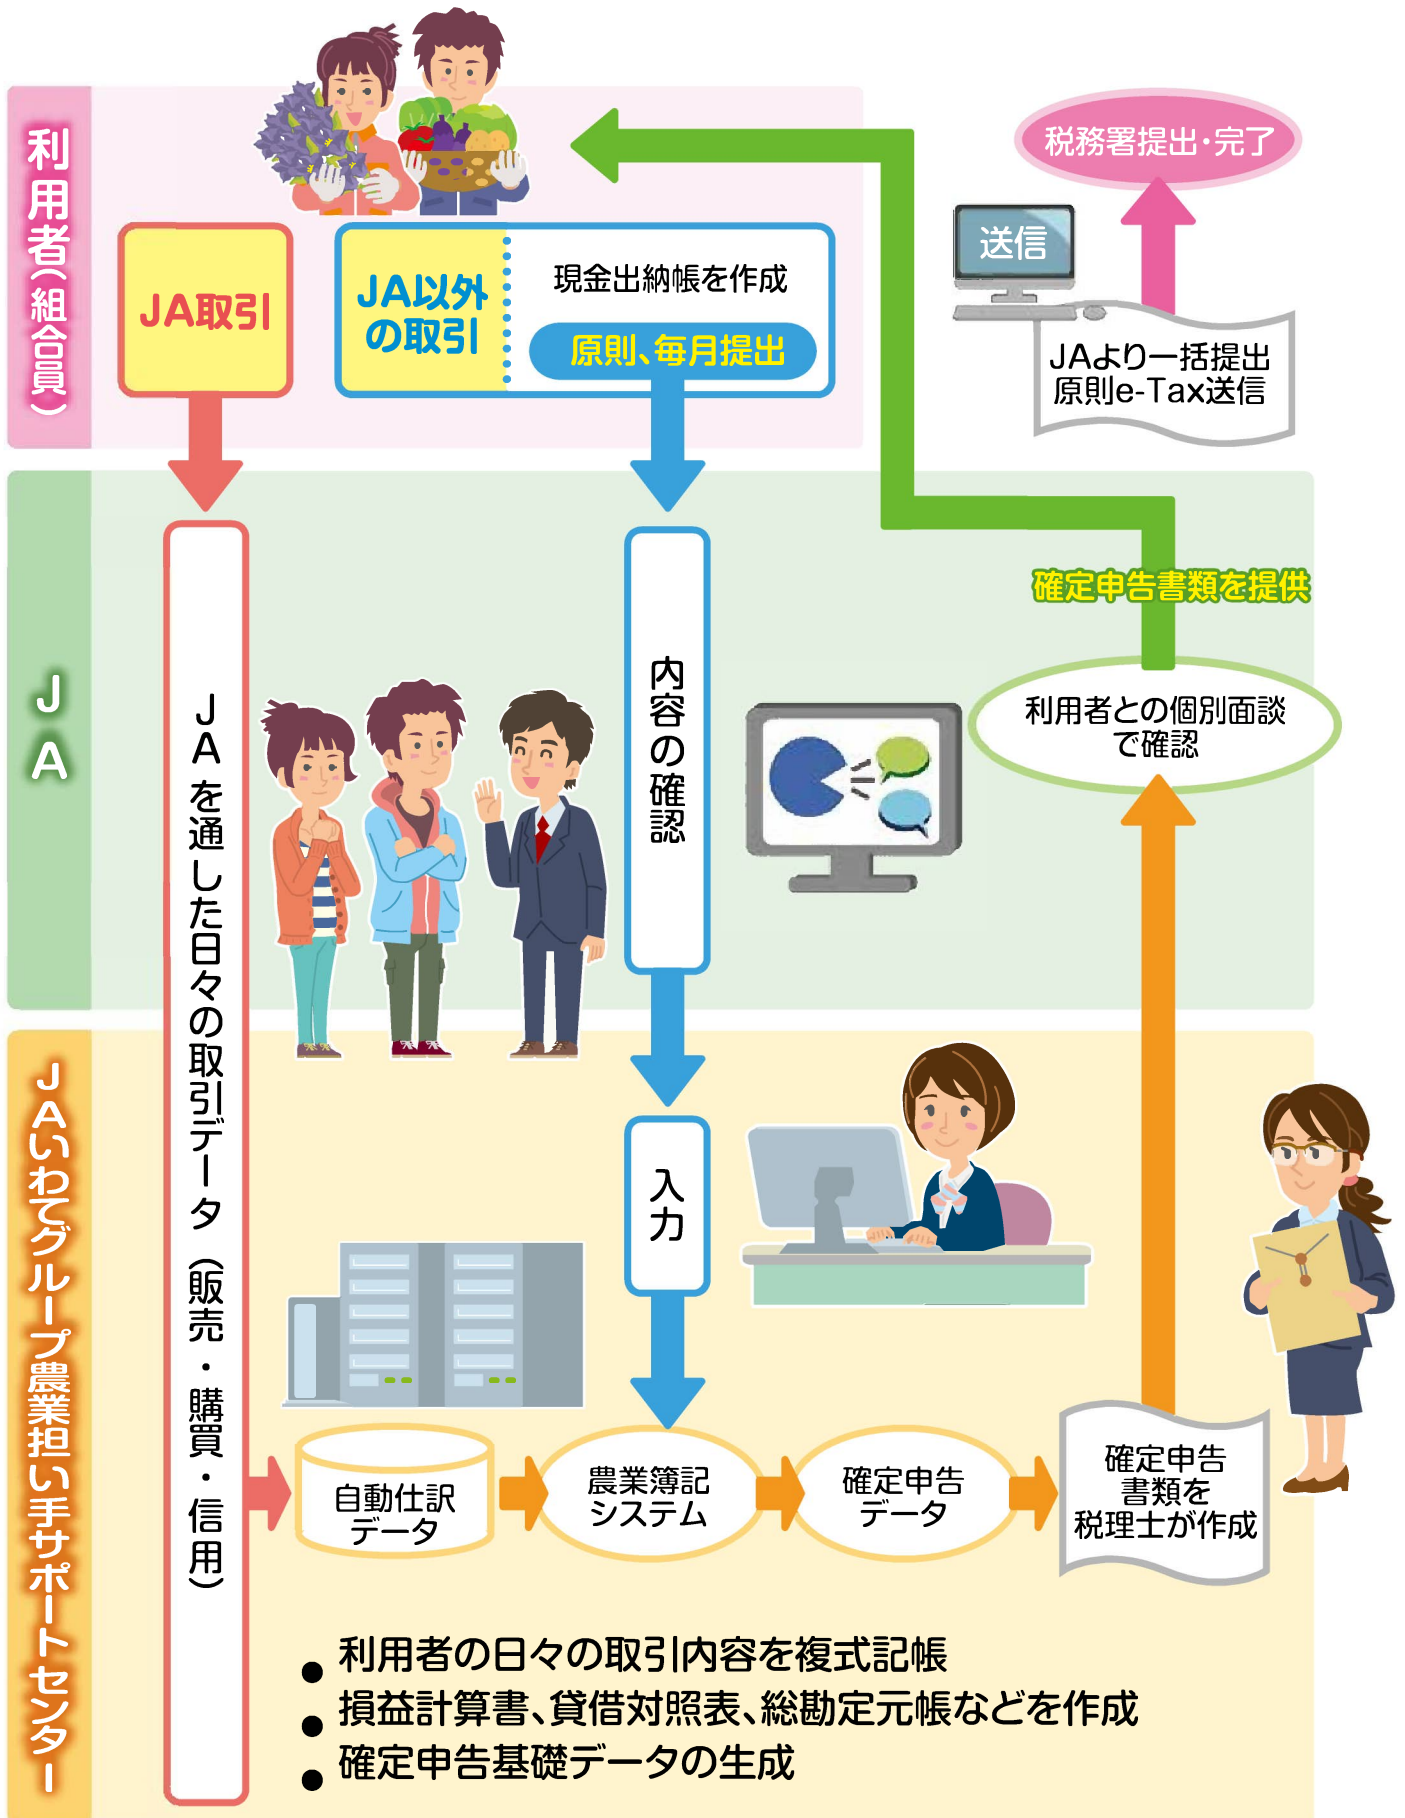 利用者(組合員)
JA取引
JA以外
の取引
現金出納帳を作成
原則、毎月提出
税務署提出・完了
送信
JAより一括提出
原則e-Tax送信
JA
JAを通した日々の取引データ(販売・購買・信用)
内容の確認
確定申告書類を提供
利用者との個別面談
で確認
JAいわてグループ農業担い手サポートセンター
入力
自動仕訳
データ
農業簿記
システム
確定申告
データ
確定申告
書類を
税理士が作成
● 利用者の日々の取引内容を複式記帳
● 損益計算書、貸借対照表、総勘定元帳などを作成
● 確定申告基礎データの生成